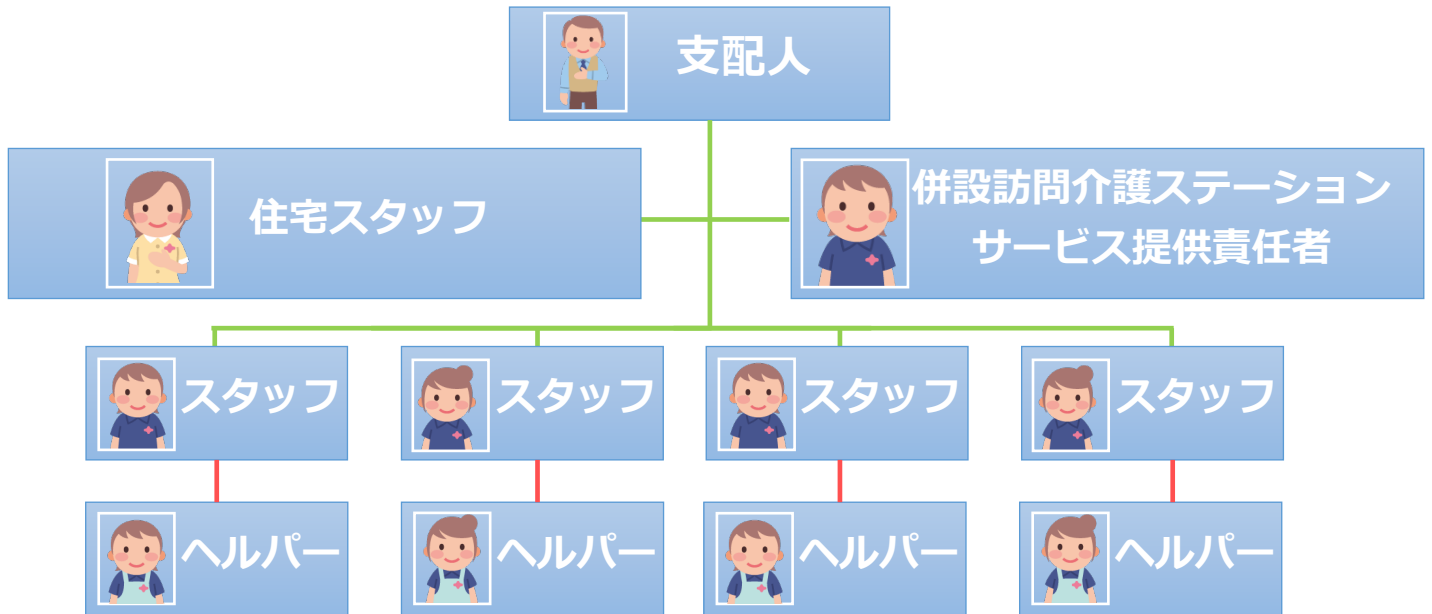 支配人
住宅スタッフ
併設訪問介護ステーション
サービス提供責任者
スタッフ
スタッフ
スタッフ
スタッフ
ヘルパー
ヘルパー
ヘルパー
ヘルパー